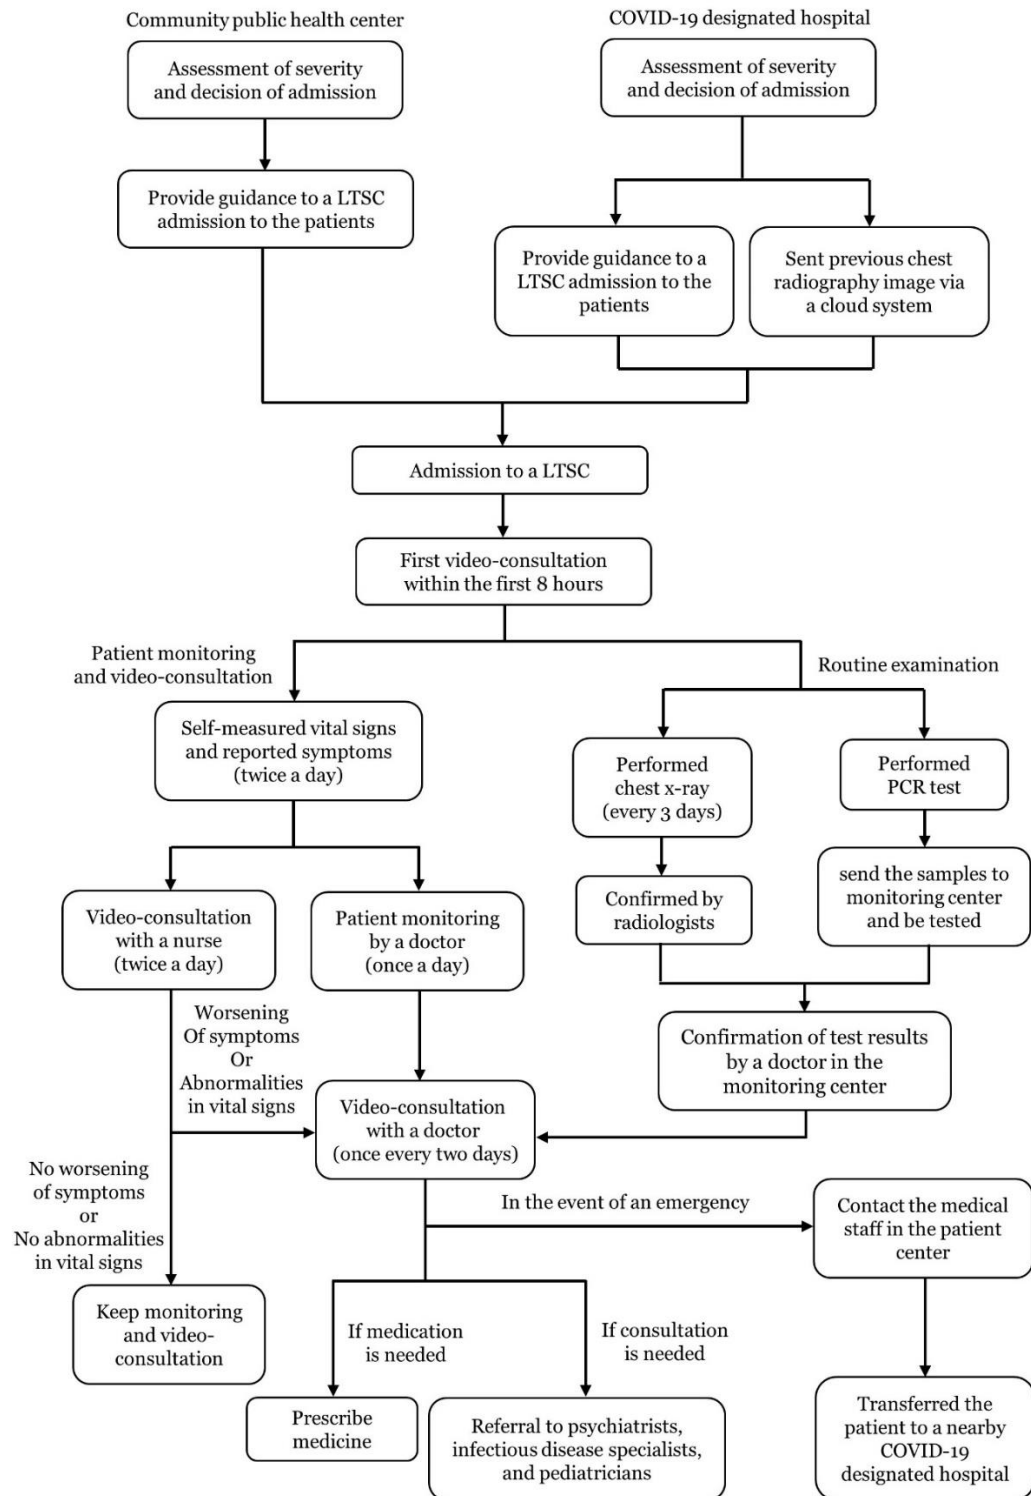 Community public health center
COVID-19 designated hospital
Assessment of severity
and decision of admission
Assessment of severity
and decision of admission
Provide guidance to a LTSC
admission to the patients
Provide guidance to a
LTSC admission to the
patients
Sent previous chest
radiography image via
a cloud system
Admission to a LTSC
First video-consultation
within the first 8 hours
Patient monitoring
and video-consultation
Routine examination
Self-measured vital signs
and reported symptoms
(twice a day)
Performed
chest x-ray
(every 3 days)
Performed
PCR test
Video-consultation
with a nurse
(twice a day)
Patient monitoring
by a doctor
(once a day)
Confirmed by
radiologists
send the samples to
monitoring center
and be tested
Worsening
Of symptoms
Or
Abnormalities
in vital signs
Confirmation of test results
by a doctor in the
monitoring center
Video-consultation
with a doctor
(once every two days)
No worsening
of symptoms
or
No abnormalities
in vital signs
In the event of an emergency
Contact the medical
staff in the patient
center
Keep monitoring
and video-
consultation
If medication
is needed
If consultation
is needed
Prescribe
medicine
Referral to psychiatrists,
infectious disease specialists,
and pediatricians
Transferred the
patient to a nearby
COVID-19
designated hospital